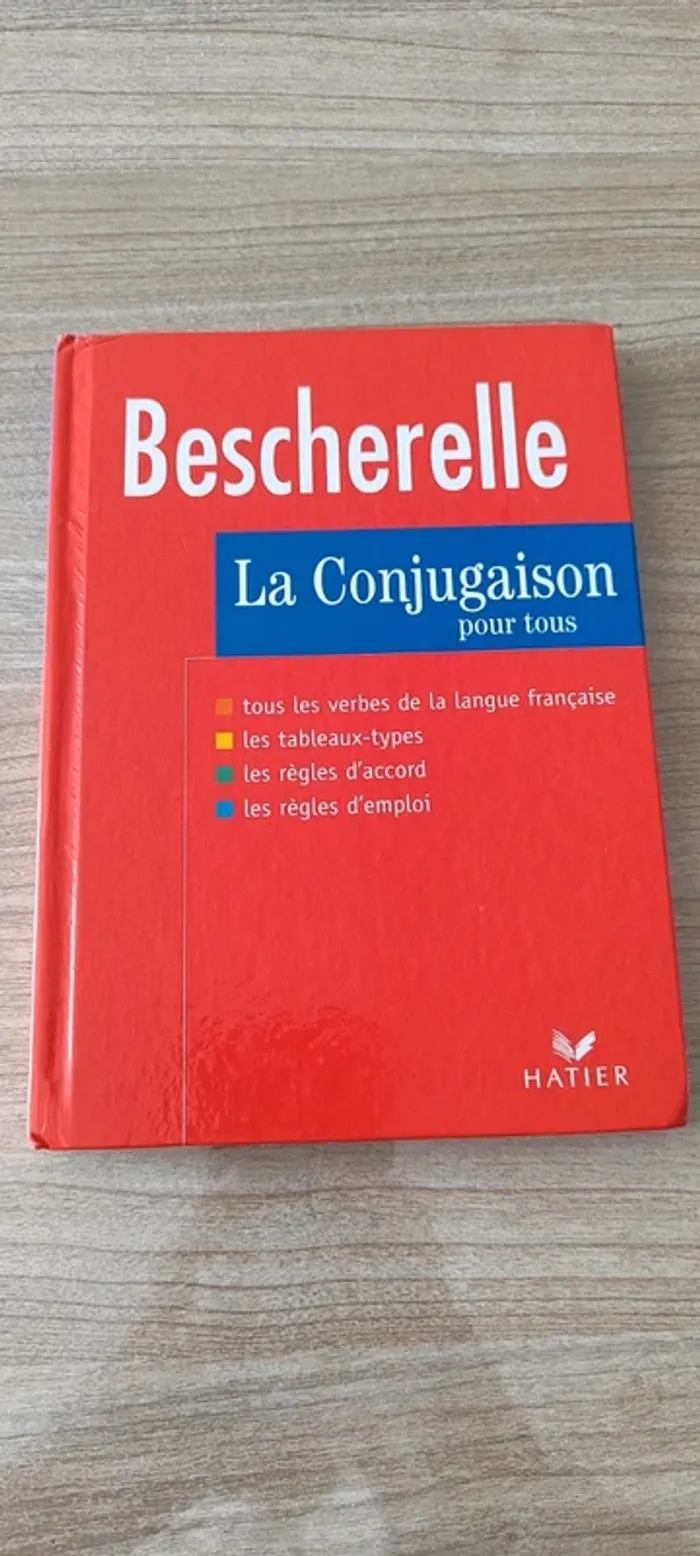 Bescherelle
La Conjugaison
pour tous
tous les verbes de la langue française
les tableaux-types
les règles d'accord
les règles d'emploi
HATIER